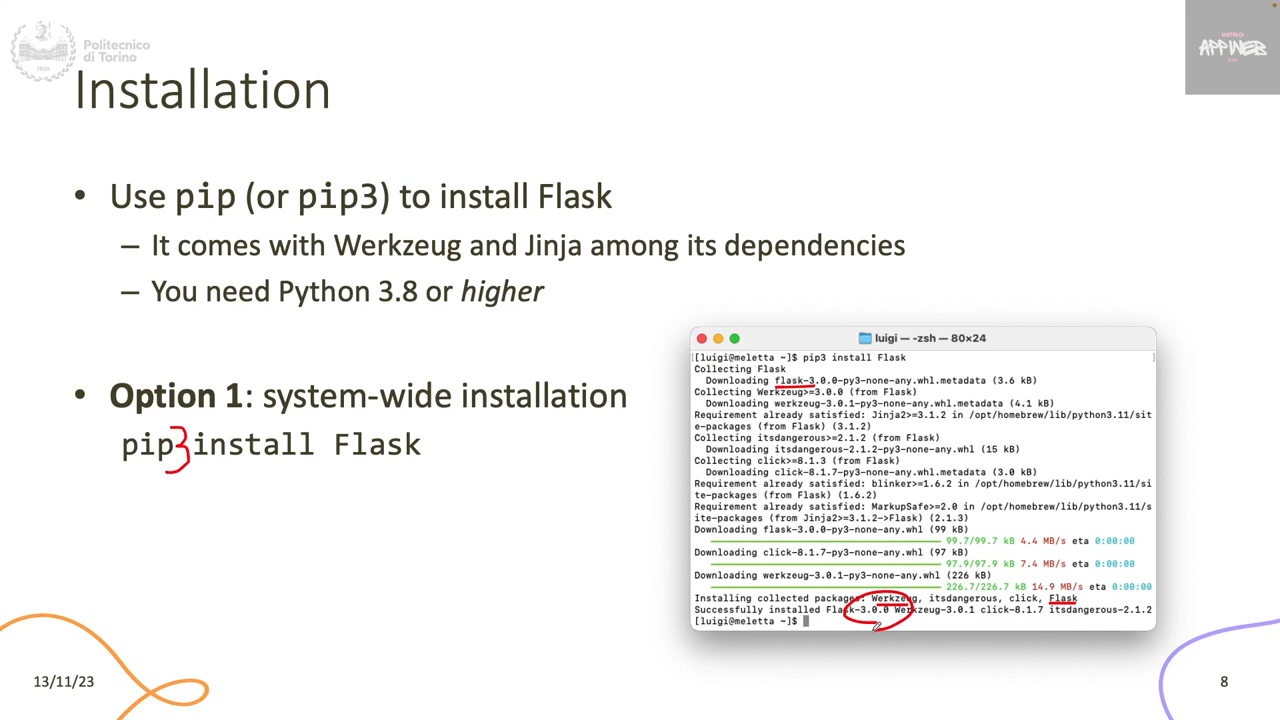 Politecnico
di Torino
1859
INTRO
APPWEB
Installation
• Use pip (or pip3) to install Flask
– It comes with Werkzeug and Jinja among its dependencies
– You need Python 3.8 or higher
• Option 1: system-wide installation
pip3 install Flask
luigi — -zsh — 80×24
[luigi@meletta ~]$ pip3 install Flask
Collecting Flask
Downloading flask-3.0.0-py3-none-any.whl.metadata (3.6 kB)
Collecting Werkzeug>=3.0.0 (from Flask)
Downloading werkzeug-3.0.1-py3-none-any.whl.metadata (4.1 kB)
Requirement already satisfied: Jinja2>=3.1.2 in /opt/homebrew/lib/python3.11/sit
e-packages (from Flask) (3.1.2)
Collecting itsdangerous>=2.1.2 (from Flask)
Downloading itsdangerous-2.1.2-py3-none-any.whl (15 kB)
Collecting click>=8.1.3 (from Flask)
Downloading click-8.1.7-py3-none-any.whl.metadata (3.0 kB)
Requirement already satisfied: blinker>=1.6.2 in /opt/homebrew/lib/python3.11/si
te-packages (from Flask) (1.6.2)
Requirement already satisfied: MarkupSafe>=2.0 in /opt/homebrew/lib/python3.11/s
ite-packages (from Jinja2>=3.1.2->Flask) (2.1.3)
Downloading flask-3.0.0-py3-none-any.whl (99 kB)
99.7/99.7 kB 4.4 MB/s eta 0:00:00
Downloading click-8.1.7-py3-none-any.whl (97 kB)
97.9/97.9 kB 7.4 MB/s eta 0:00:00
Downloading werkzeug-3.0.1-py3-none-any.whl (226 kB)
226.7/226.7 kB 14.9 MB/s eta 0:00:00
Installing collected packages: Werkzeug, itsdangerous, click, Flask
Successfully installed Flask-3.0.0 Werkzeug-3.0.1 click-8.1.7 itsdangerous-2.1.2
[luigi@meletta ~]$
13/11/23
8